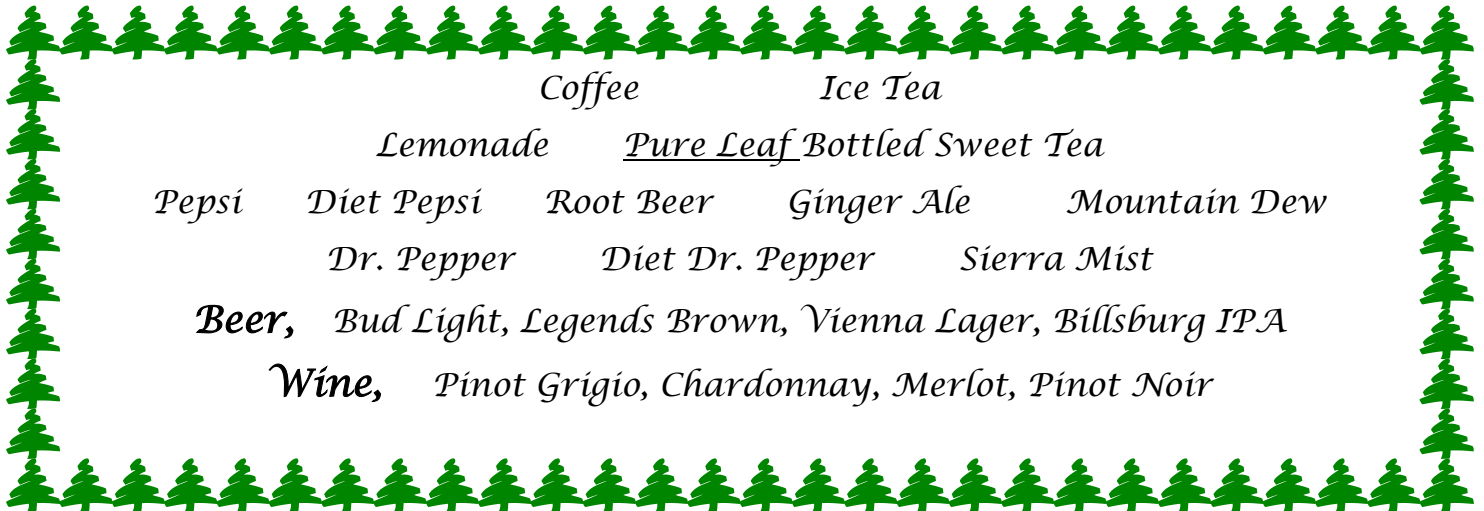 Coffee Ice Tea
Lemonade Pure Leaf Bottled Sweet Tea
Pepsi Diet Pepsi Root Beer Ginger Ale Mountain Dew
Dr. Pepper Diet Dr. Pepper Sierra Mist
Beer, Bud Light, Legends Brown, Vienna Lager, Billsburg IPA
Wine, Pinot Grigio, Chardonnay, Merlot, Pinot Noir